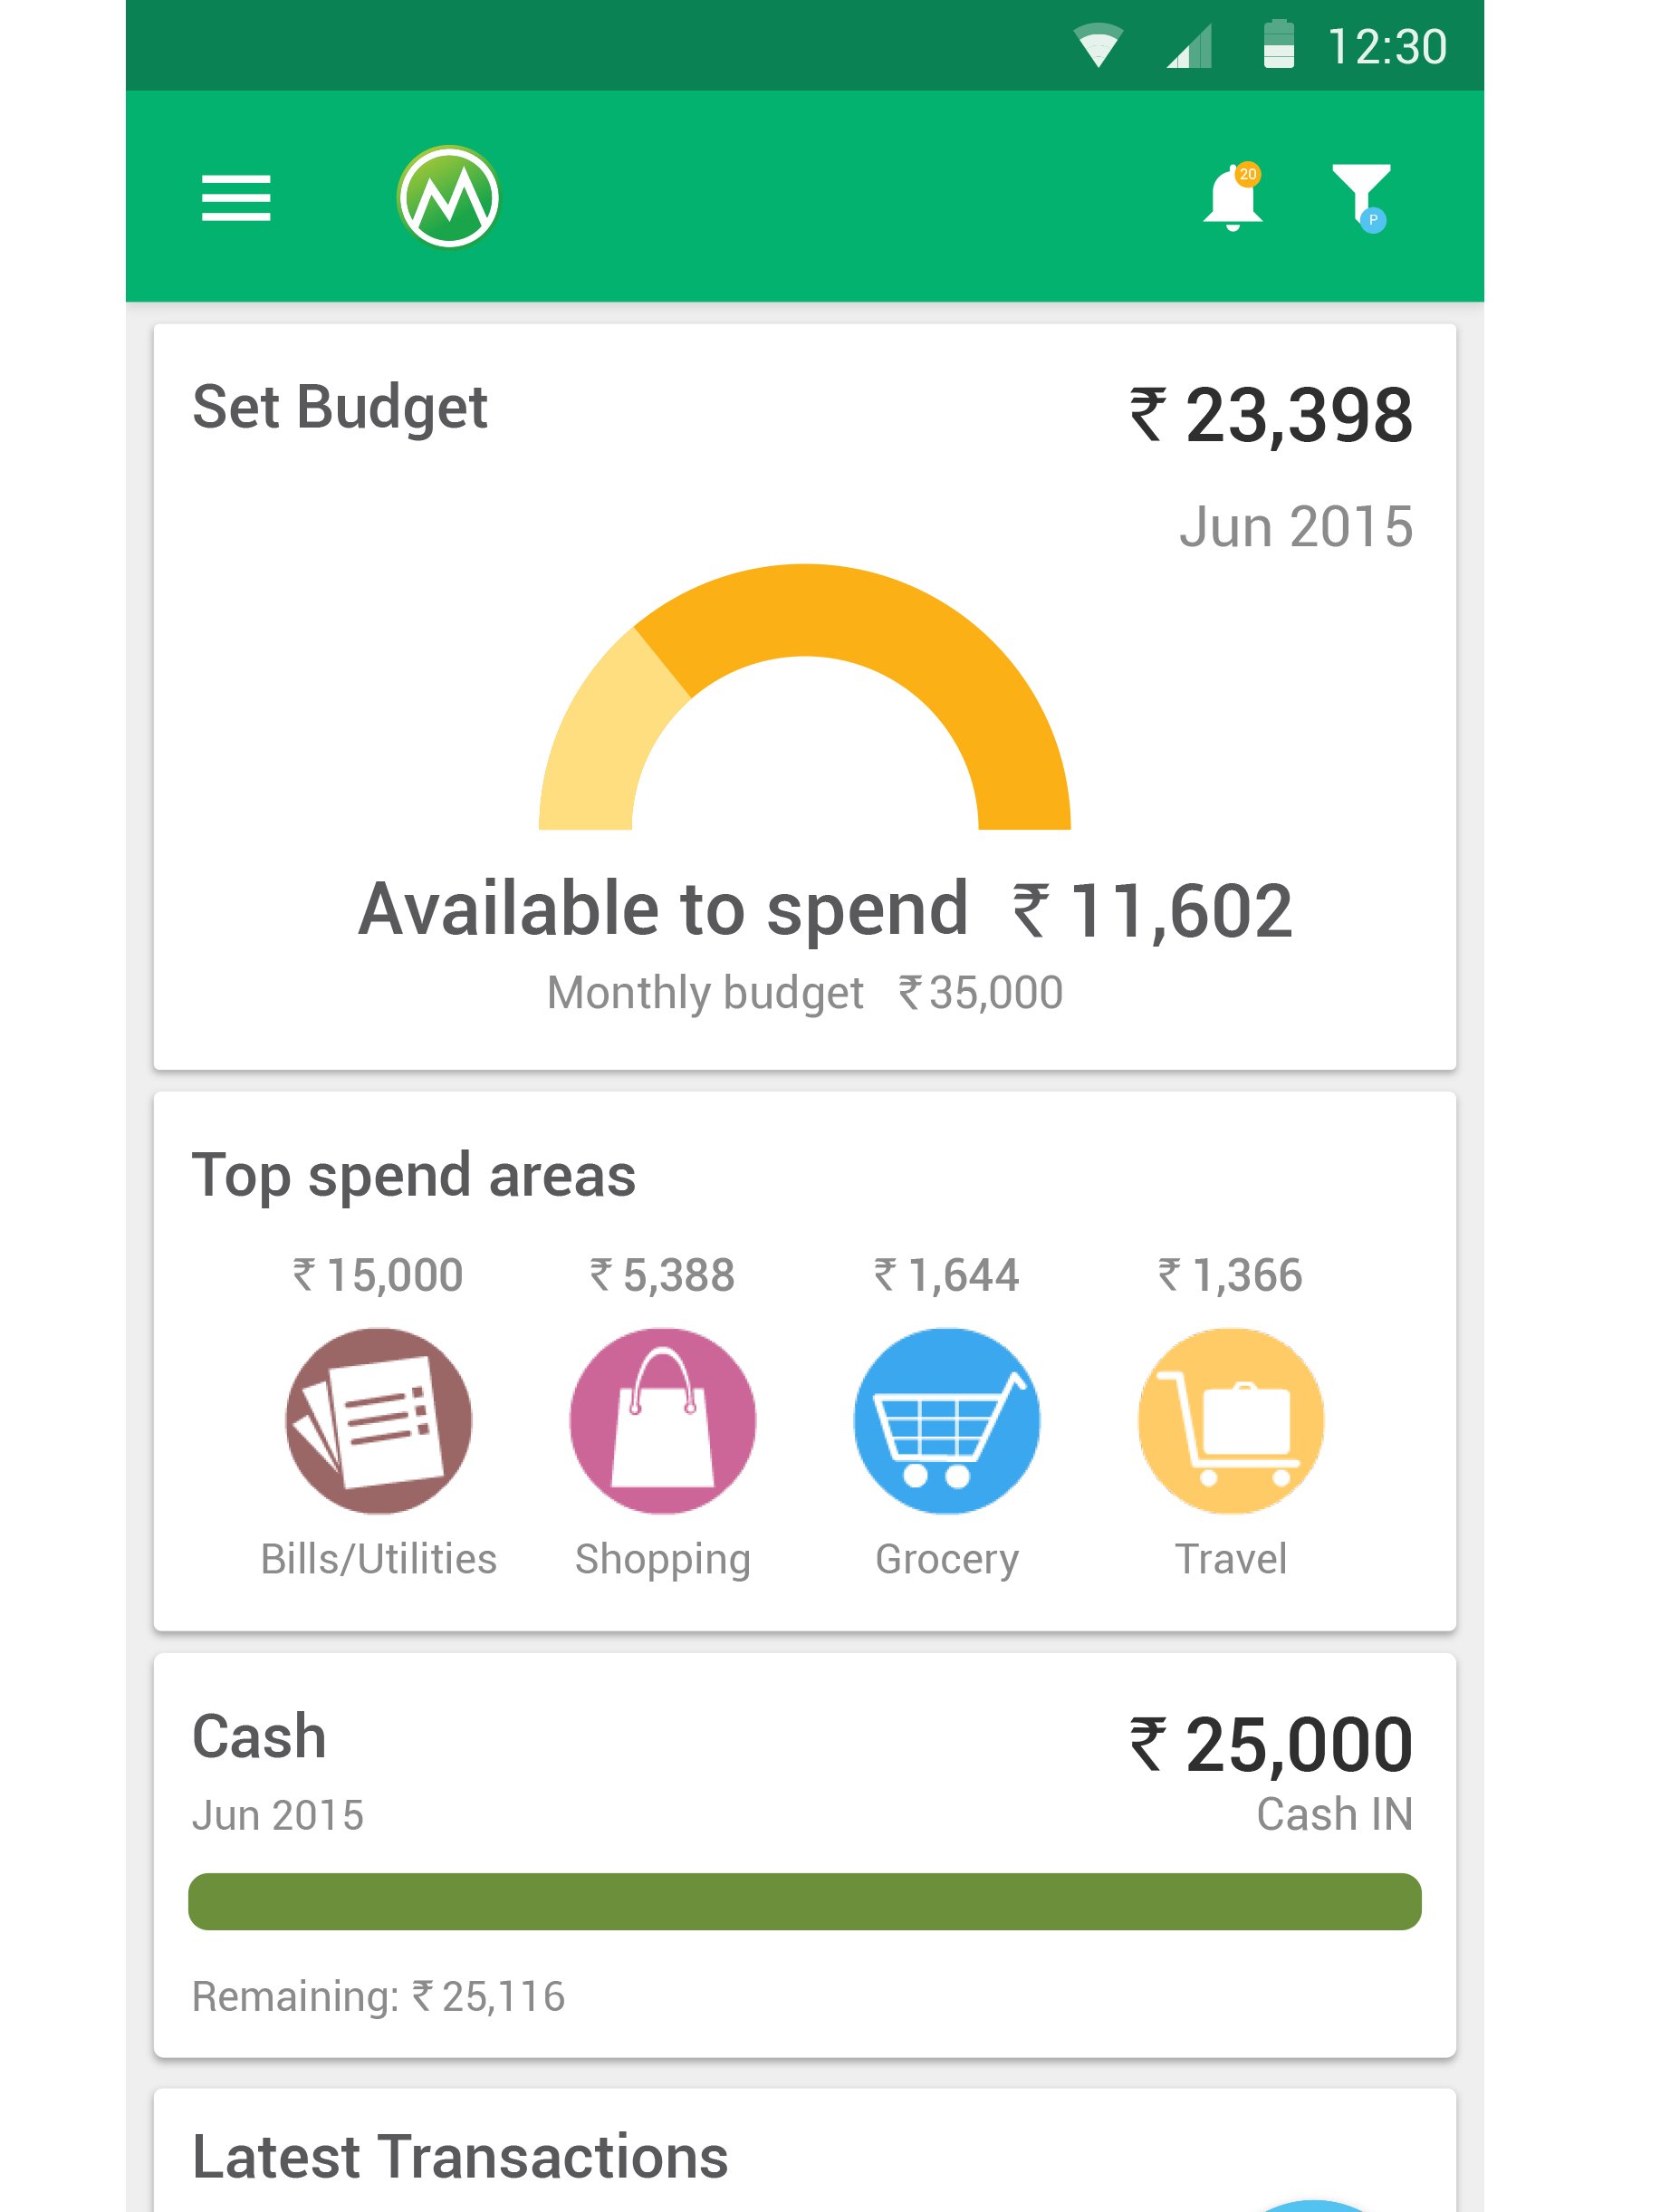 12:30
20
P
Set Budget ₹ 23,398
Jun 2015
Available to spend ₹ 11,602
Monthly budget ₹ 35,000
Top spend areas
₹ 15,000 ₹ 5,388 ₹ 1,644 ₹ 1,366
Bills/Utilities Shopping Grocery Travel
Cash ₹ 25,000
Jun 2015 Cash IN
Remaining: ₹ 25,116
Latest Transactions